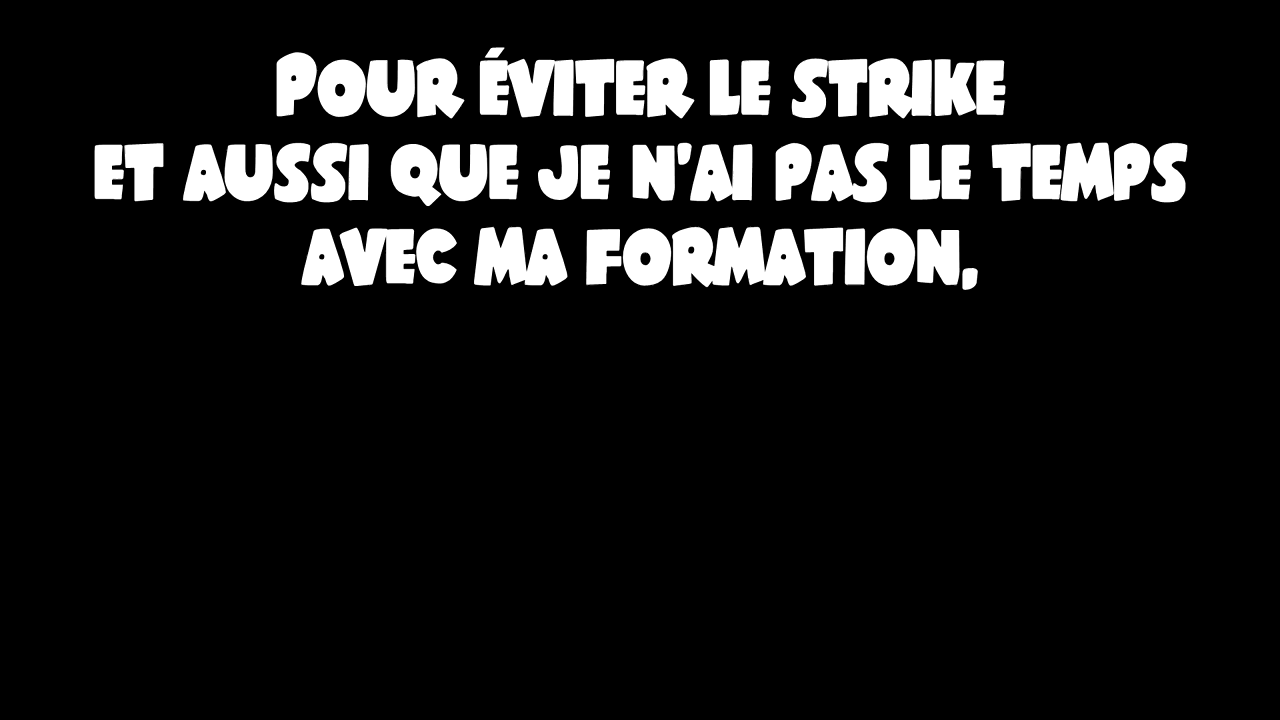 POUR ÉVITER LE STRIKE
ET AUSSI QUE JE N'AI PAS LE TEMPS
AVEC MA FORMATION,